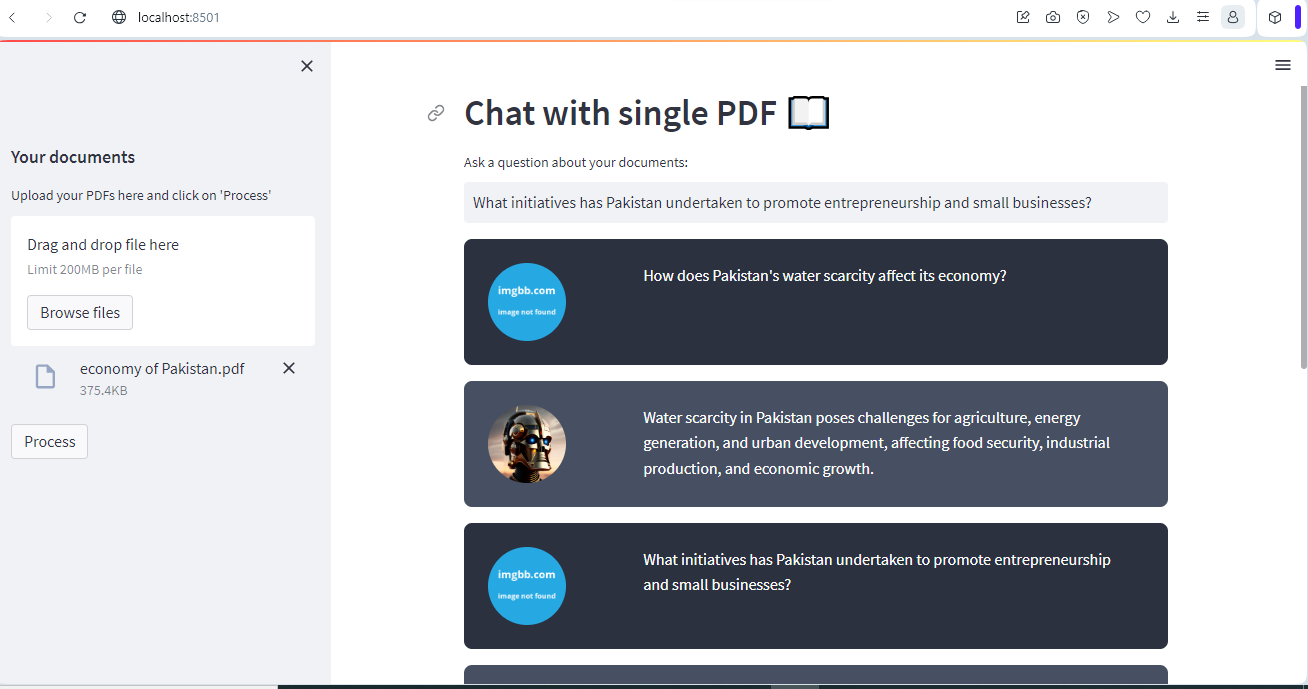 localhost:8501
Your documents
Upload your PDFs here and click on 'Process'
Drag and drop file here
Limit 200MB per file
Browse files
economy of Pakistan.pdf
375.4KB
Process
Chat with single PDF
Ask a question about your documents:
What initiatives has Pakistan undertaken to promote entrepreneurship and small businesses?
imgbb.com
image not found
How does Pakistan's water scarcity affect its economy?
Water scarcity in Pakistan poses challenges for agriculture, energy
generation, and urban development, affecting food security, industrial
production, and economic growth.
imgbb.com
image not found
What initiatives has Pakistan undertaken to promote entrepreneurship
and small businesses?